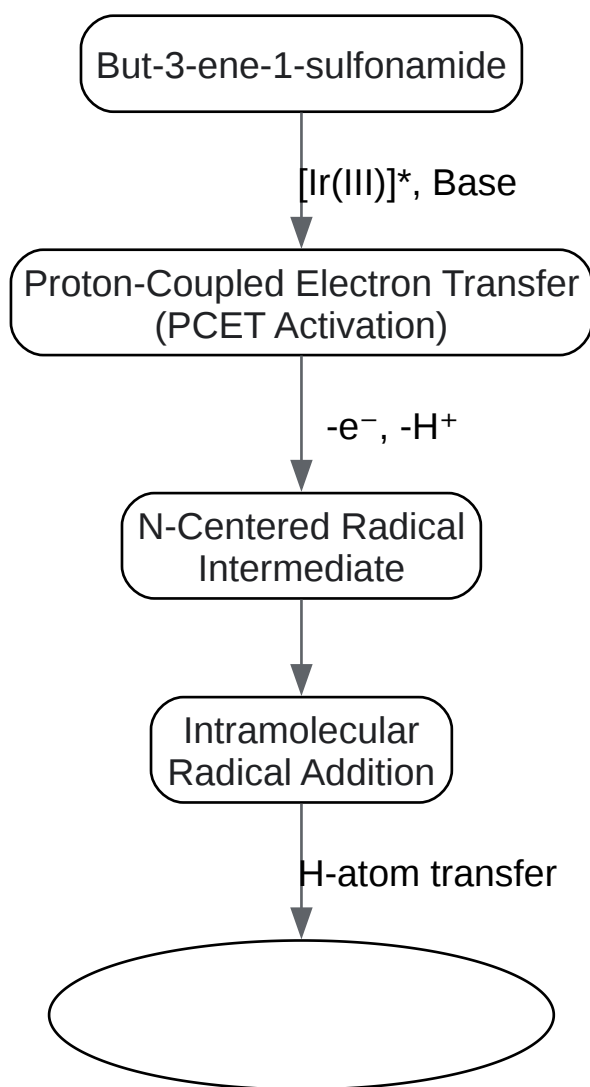 But-3-ene-1-sulfonamide
[Ir(III)]*, Base
Proton-Coupled Electron Transfer
(PCET Activation)
-e⁻, -H⁺
N-Centered Radical
Intermediate
Intramolecular
Radical Addition
H-atom transfer